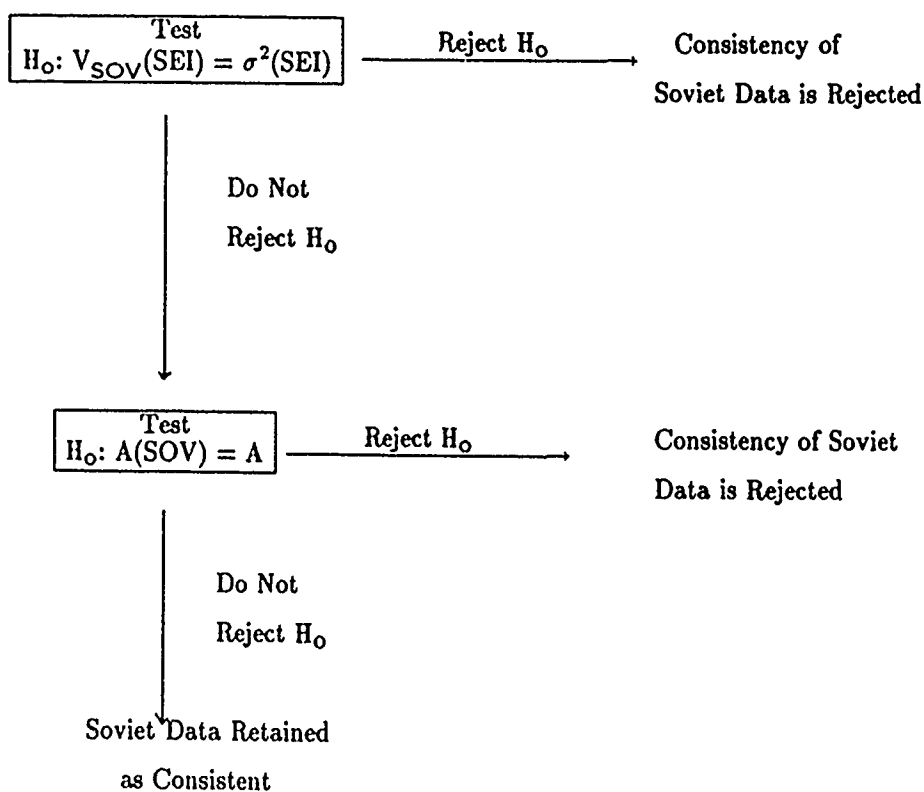 Test
H₀: V_SOV(SEI) = σ²(SEI)
Reject H₀
Consistency of
Soviet Data is Rejected
Do Not
Reject H₀
Test
H₀: A(SOV) = A
Reject H₀
Consistency of Soviet
Data is Rejected
Do Not
Reject H₀
Soviet Data Retained
as Consistent